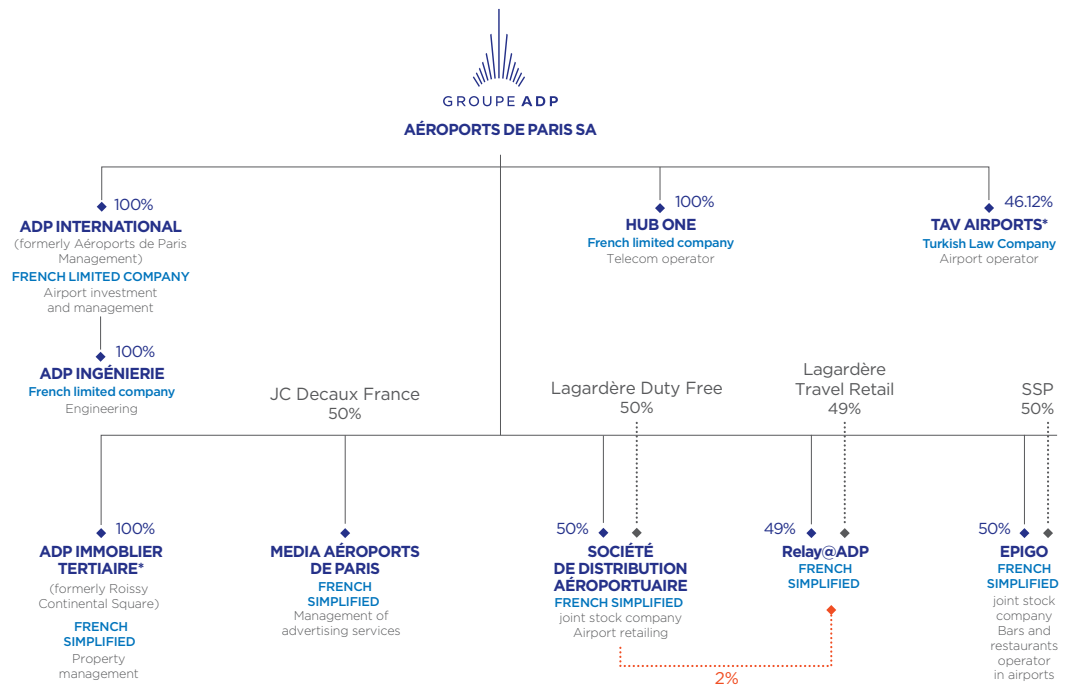 GROUPE ADP
AÉROPORTS DE PARIS SA
100%
ADP INTERNATIONAL
(formerly Aéroports de Paris
Management)
FRENCH LIMITED COMPANY
Airport investment
and management
100%
HUB ONE
French limited company
Telecom operator
46.12%
TAV AIRPORTS*
Turkish Law Company
Airport operator
100%
ADP INGÉNIERIE
French limited company
Engineering
JC Decaux France
50%
Lagardère Duty Free
50%
Lagardère
Travel Retail
49%
SSP
50%
100%
ADP IMMOBLIER
TERTIAIRE*
(formerly Roissy
Continental Square)
FRENCH
SIMPLIFIED
Property
management
MEDIA AÉROPORTS
DE PARIS
FRENCH
SIMPLIFIED
Management of
advertising services
50%
SOCIÉTÉ
DE DISTRIBUTION
AÉROPORTUAIRE
FRENCH SIMPLIFIED
joint stock company
Airport retailing
49%
Relay@ADP
FRENCH
SIMPLIFIED
50%
EPIGO
FRENCH
SIMPLIFIED
joint stock
company
Bars and
restaurants
operator
in airports
2%